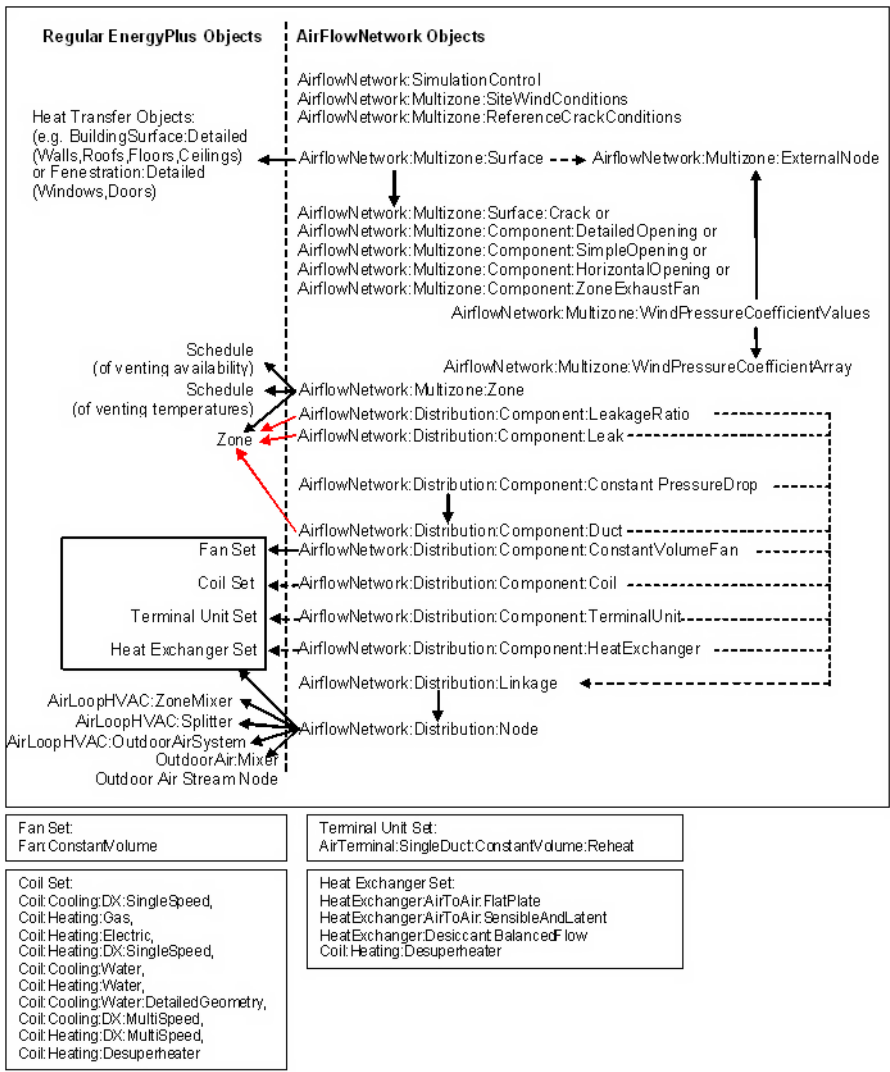 Regular EnergyPlus Objects
AirFlowNetwork Objects
AirflowNetwork:SimulationControl
AirflowNetwork:Multizone:SiteWindConditions
AirflowNetwork:Multizone:ReferenceCrackConditions
Heat Transfer Objects:
(e.g. BuildingSurface:Detailed
(Walls,Roofs,Floors,Ceilings)
or Fenestration:Detailed
(Windows,Doors)
AirflowNetwork:Multizone:Surface
AirflowNetwork:Multizone:ExternalNode
AirflowNetwork:Multizone:Surface:Crack or
AirflowNetwork:Multizone:Component:DetailedOpening or
AirflowNetwork:Multizone:Component:SimpleOpening or
AirflowNetwork:Multizone:Component:HorizontalOpening or
AirflowNetwork:Multizone:Component:ZoneExhaustFan
AirflowNetwork:Multizone:WindPressureCoefficientValues
AirflowNetwork:Multizone:WindPressureCoefficientArray
Schedule
(of venting availability)
Schedule
(of venting temperatures)
Zone
AirflowNetwork:Multizone:Zone
AirflowNetwork:Distribution:Component:LeakageRatio
AirflowNetwork:Distribution:Component:Leak
AirflowNetwork:Distribution:Component:Constant PressureDrop
AirflowNetwork:Distribution:Component:Duct
Fan Set
AirflowNetwork:Distribution:Component:ConstantVolumeFan
Coil Set
AirflowNetwork:Distribution:Component:Coil
Terminal Unit Set
AirflowNetwork:Distribution:Component:TerminalUnit
Heat Exchanger Set
AirflowNetwork:Distribution:Component:HeatExchanger
AirflowNetwork:Distribution:Linkage
AirLoopHVAC:ZoneMixer
AirLoopHVAC:Splitter
AirLoopHVAC:OutdoorAirSystem
OutdoorAir:Mixer
Outdoor Air Stream Node
AirflowNetwork:Distribution:Node
Fan Set:
Fan:ConstantVolume
Terminal Unit Set:
AirTerminal:SingleDuct:ConstantVolume:Reheat
Coil Set:
Coil:Cooling:DX:SingleSpeed,
Coil:Heating:Gas,
Coil:Heating:Electric,
Coil:Heating:DX:SingleSpeed,
Coil:Cooling:Water,
Coil:Heating:Water,
Coil:Cooling:Water:DetailedGeometry,
Coil:Cooling:DX:MultiSpeed,
Coil:Heating:DX:MultiSpeed,
Coil:Heating:Desuperheater
Heat Exchanger Set:
HeatExchanger:AirToAir:FlatPlate
HeatExchanger:AirToAir:SensibleAndLatent
HeatExchanger:Desiccant:BalancedFlow
Coil:Heating:Desuperheater